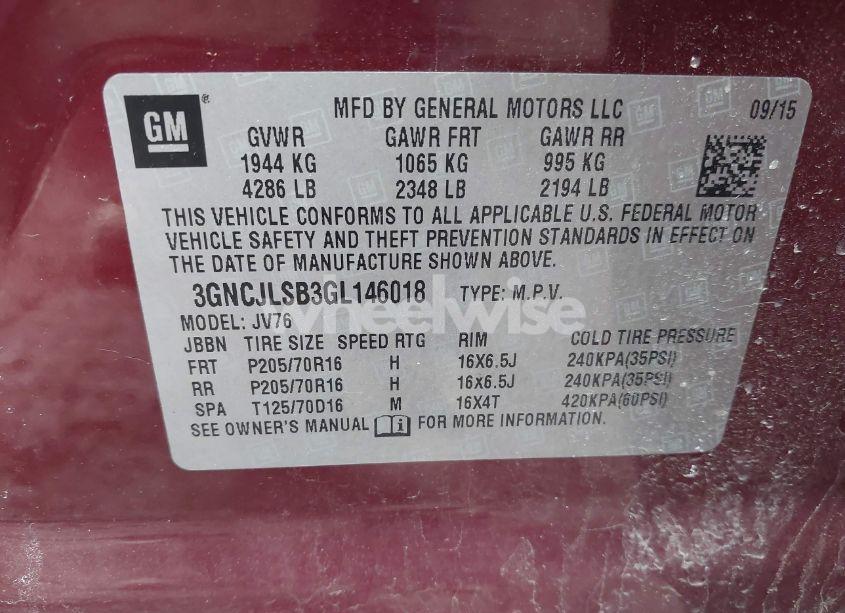 GM ®
MFD BY GENERAL MOTORS LLC 09/15
GVWR GAWR FRT GAWR RR
1944 KG 1065 KG 995 KG
4286 LB 2348 LB 2194 LB
THIS VEHICLE CONFORMS TO ALL APPLICABLE U.S. FEDERAL MOTOR
VEHICLE SAFETY AND THEFT PREVENTION STANDARDS IN EFFECT ON
THE DATE OF MANUFACTURE SHOWN ABOVE.
3GNCJLSB3GL146018 TYPE: M.P.V.
MODEL: JV76
wheelwise
JBBN TIRE SIZE SPEED RTG RIM COLD TIRE PRESSURE
FRT P205/70R16 H 16X6.5J 240KPA(35PSI)
RR P205/70R16 H 16X6.5J 240KPA(35PSI)
SPA T125/70D16 M 16X4T 420KPA(60PSI)
SEE OWNER'S MANUAL i FOR MORE INFORMATION.